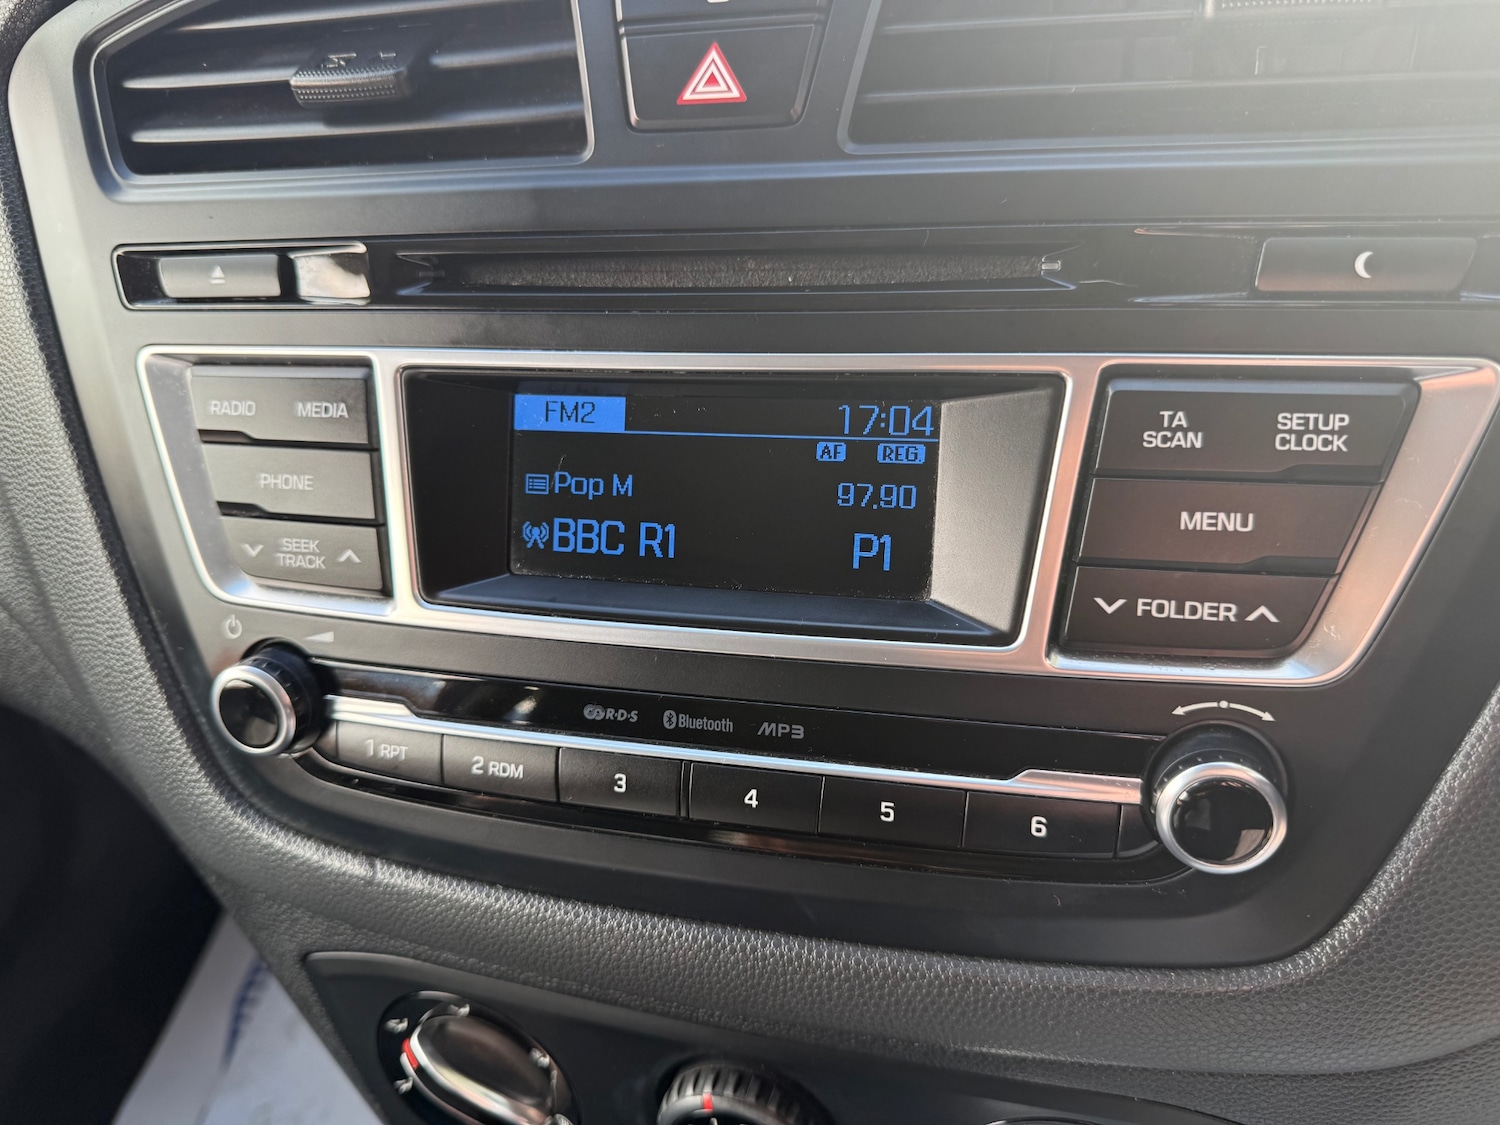 RADIO MEDIA
PHONE
SEEK
TRACK
FM2 17:04
AF REG.
Pop M 97.90
BBC R1 P1
TA
SCAN
SETUP
CLOCK
MENU
FOLDER
R·D·S Bluetooth MP3
1 RPT 2 RDM 3 4 5 6